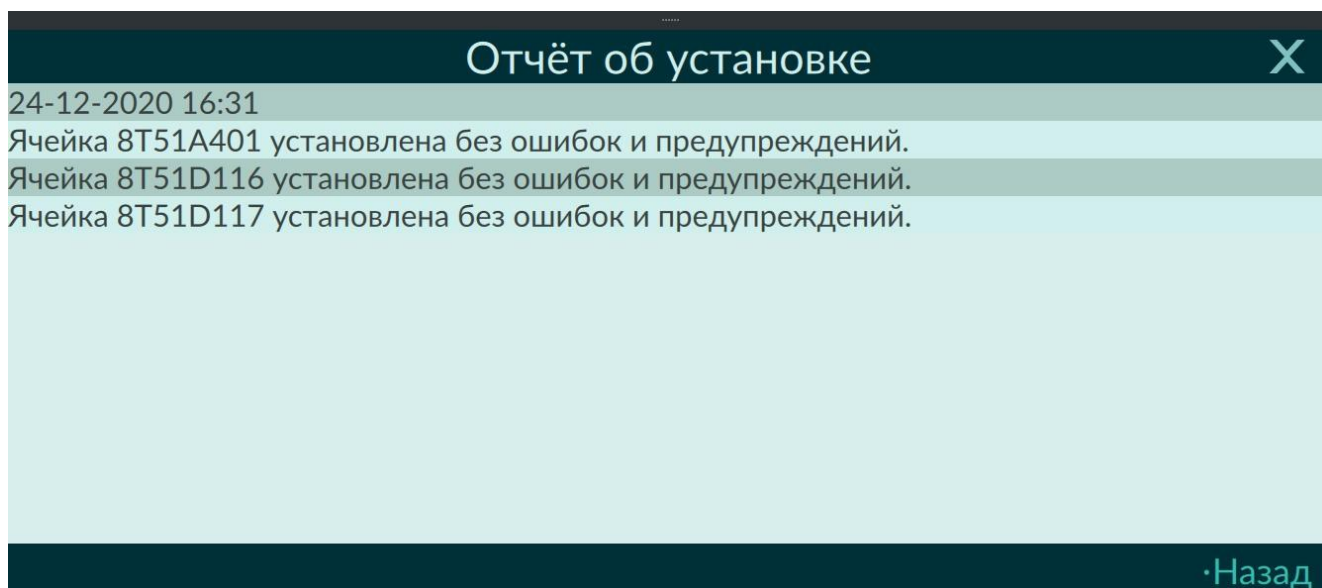 Отчёт об установке X
24-12-2020 16:31
Ячейка 8T51A401 установлена без ошибок и предупреждений.
Ячейка 8T51D116 установлена без ошибок и предупреждений.
Ячейка 8T51D117 установлена без ошибок и предупреждений.
·Назад